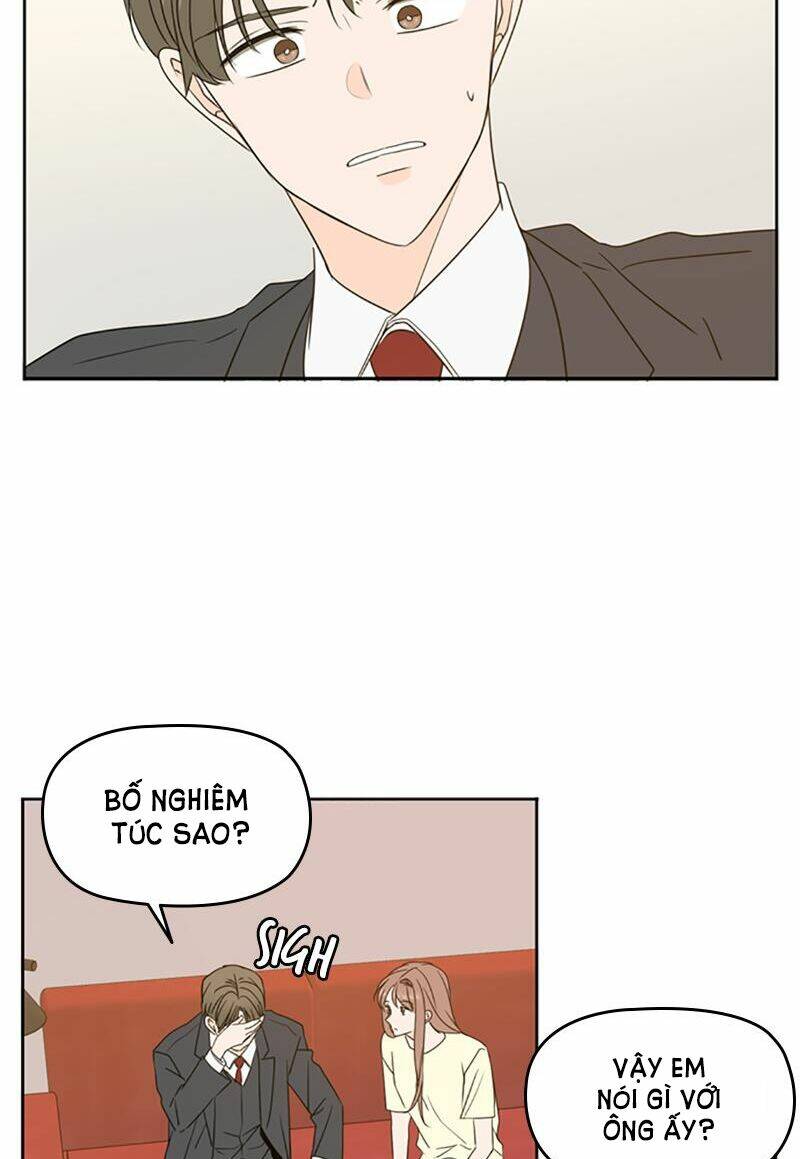 BỐ NGHIÊM
TÚC SAO?
SIGH
VẬY EM
NÓI GÌ VỚI
ÔNG ẤY?